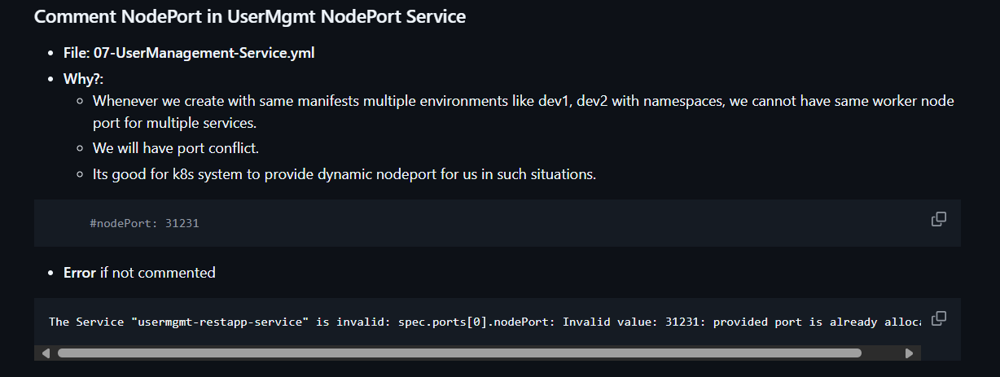 Comment NodePort in UserMgmt NodePort Service
File: 07-UserManagement-Service.yml
Why?:
Whenever we create with same manifests multiple environments like dev1, dev2 with namespaces, we cannot have same worker node
port for multiple services.
We will have port conflict.
Its good for k8s system to provide dynamic nodeport for us in such situations.
#nodePort: 31231
Error if not commented
The Service "usermgmt-restapp-service" is invalid: spec.ports[0].nodePort: Invalid value: 31231: provided port is already